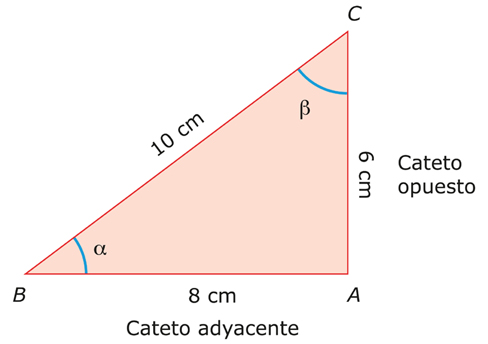 C
β
10 cm
6 cm
Cateto
opuesto
α
B
8 cm
A
Cateto adyacente